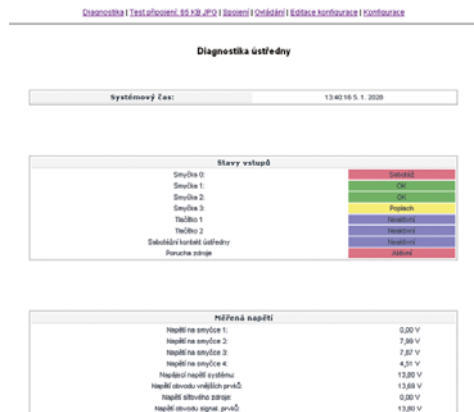 Diagnostika | Test připojení: 85 KB JPG | Spojení | Ovládání | Editace konfigurace | Konfigurace
Diagnostika ústředny
Systémový čas: 13:40:16 5. 1. 2028
Stavy vstupů
Smyčka 0: Sabotáž
Smyčka 1: OK
Smyčka 2: OK
Smyčka 3: Poplach
Tlačítko 1 Neaktivní
Tlačítko 2 Neaktivní
Sabotážní kontakt ústředny Neaktivní
Porucha zdroje Aktivní
Měřená napětí
Napětí na smyčce 1: 0,00 V
Napětí na smyčce 2: 7,99 V
Napětí na smyčce 3: 7,87 V
Napětí na smyčce 4: 4,51 V
Napájecí napětí systému: 13,80 V
Napětí obvodu vnějších prvků: 13,69 V
Napětí síťového zdroje: 0,00 V
Napětí obvodu signal. prvků: 13,80 V